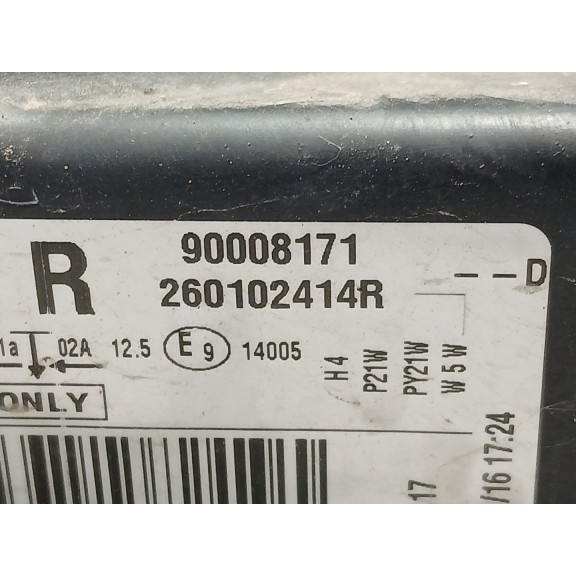 R
90008171
260102414R
D
1a 02A 12.5 E9 14005
ONLY
H4
P21W
PY21W
W5W
17
/16 17:24